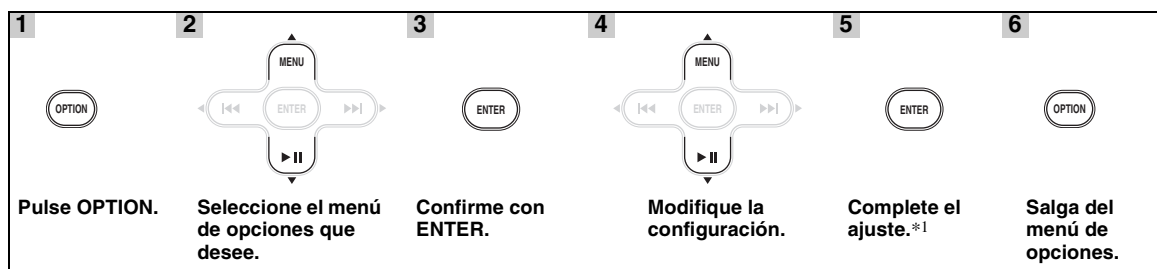 1 2 3 4 5 6
MENU MENU
OPTION ENTER ENTER ENTER ENTER OPTION
Pulse OPTION. Seleccione el menú Confirme con Modifique la Complete el Salga del
de opciones que ENTER. configuración. ajuste.*1 menú de
desee. opciones.